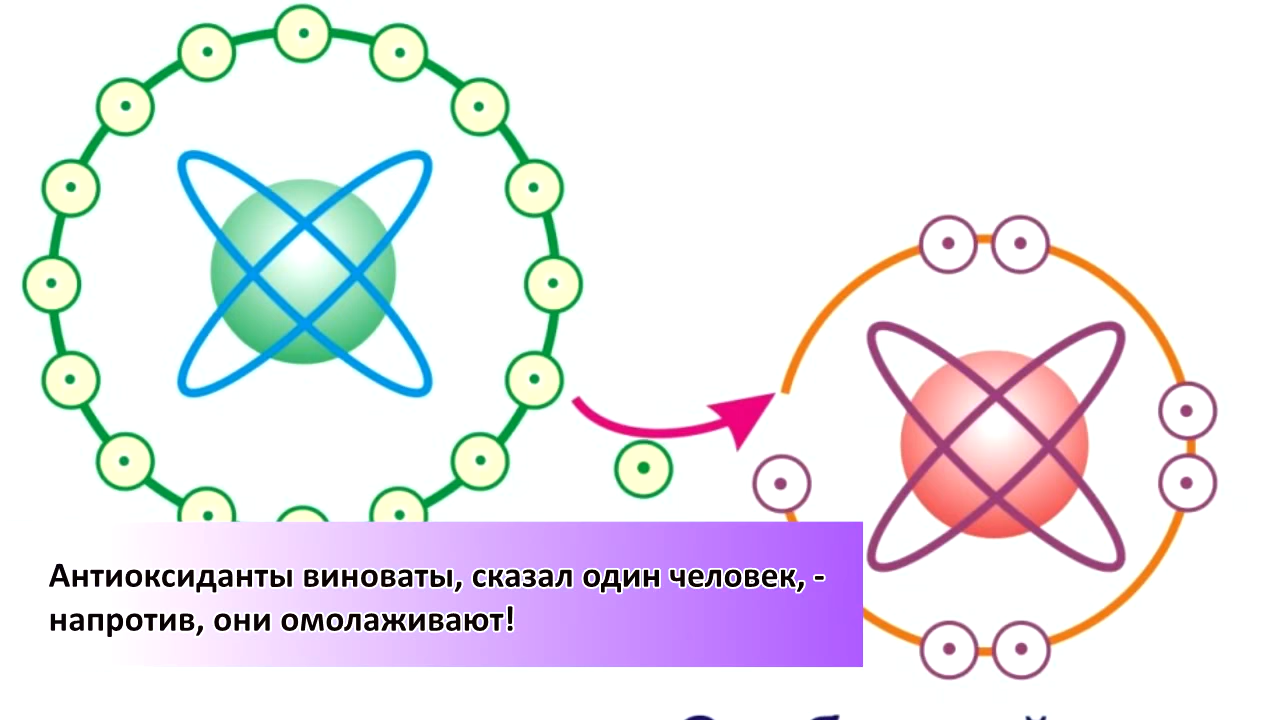 Антиоксиданты виноваты, сказал один человек, -
напротив, они омолаживают!